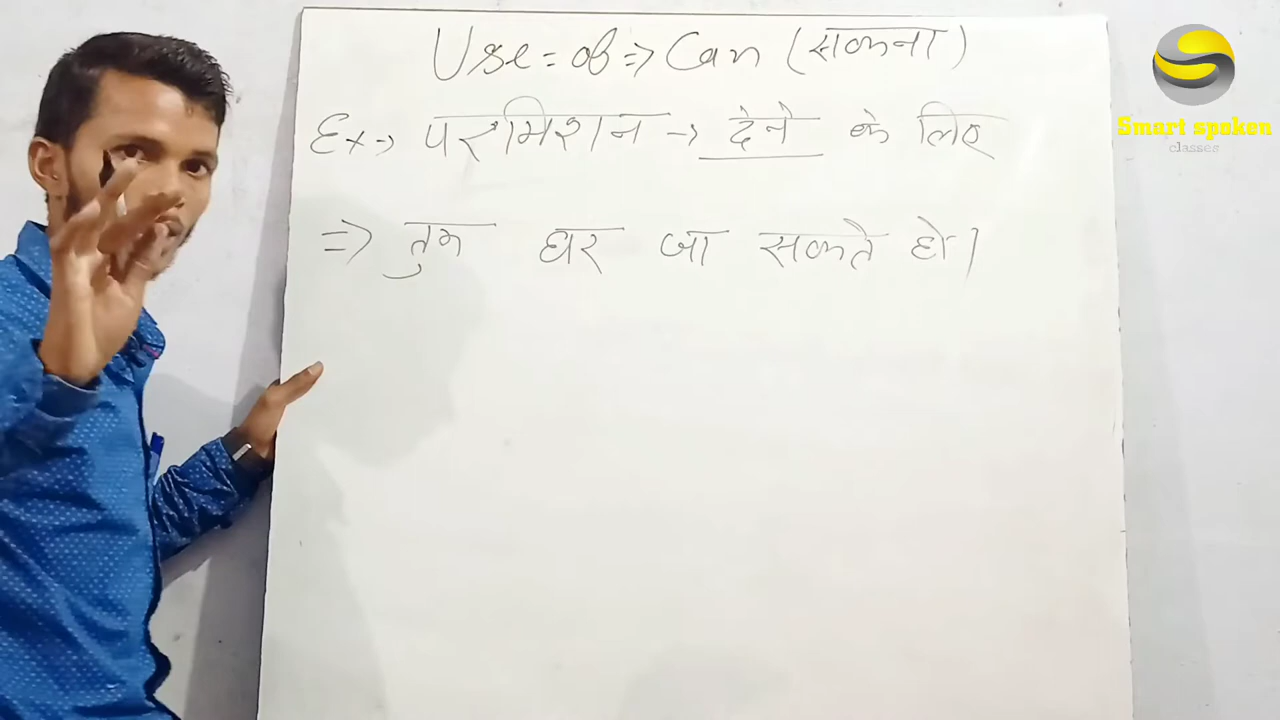 Use = of => Can (सकना)
Ex => परमिशन -> देने के लिए
=> तुम घर जा सकते हो।
Smart spoken
classes